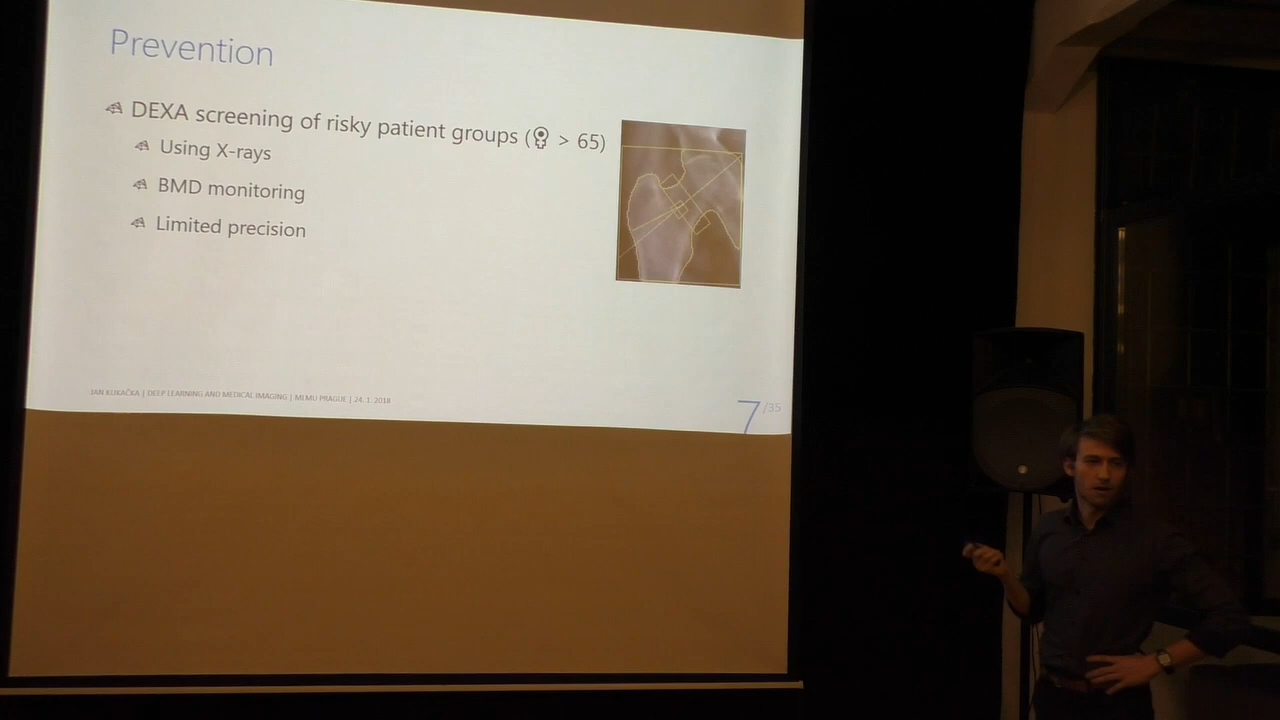 Prevention
DEXA screening of risky patient groups ( > 65)
Using X-rays
BMD monitoring
Limited precision
JAN KUKAČKA | DEEP LEARNING AND MEDICAL IMAGING | MLMU PRAGUE | 24. 1. 2018
7/35